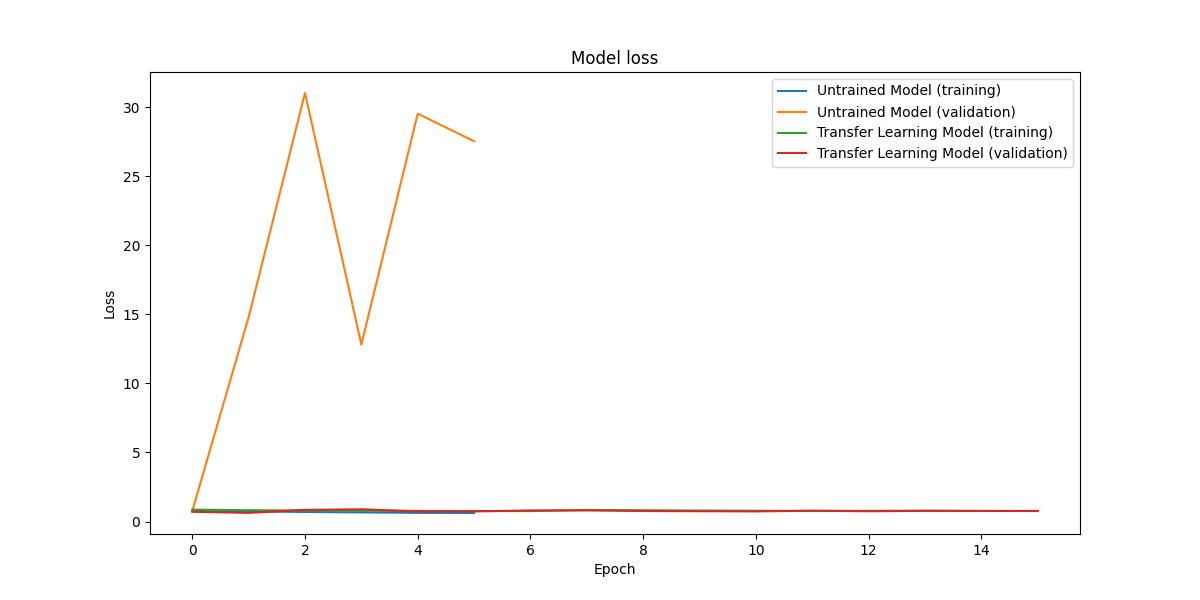 Model loss
Untrained Model (training)
Untrained Model (validation)
Transfer Learning Model (training)
Transfer Learning Model (validation)
30
25
20
15
10
5
0
Loss
0 2 4 6 8 10 12 14
Epoch